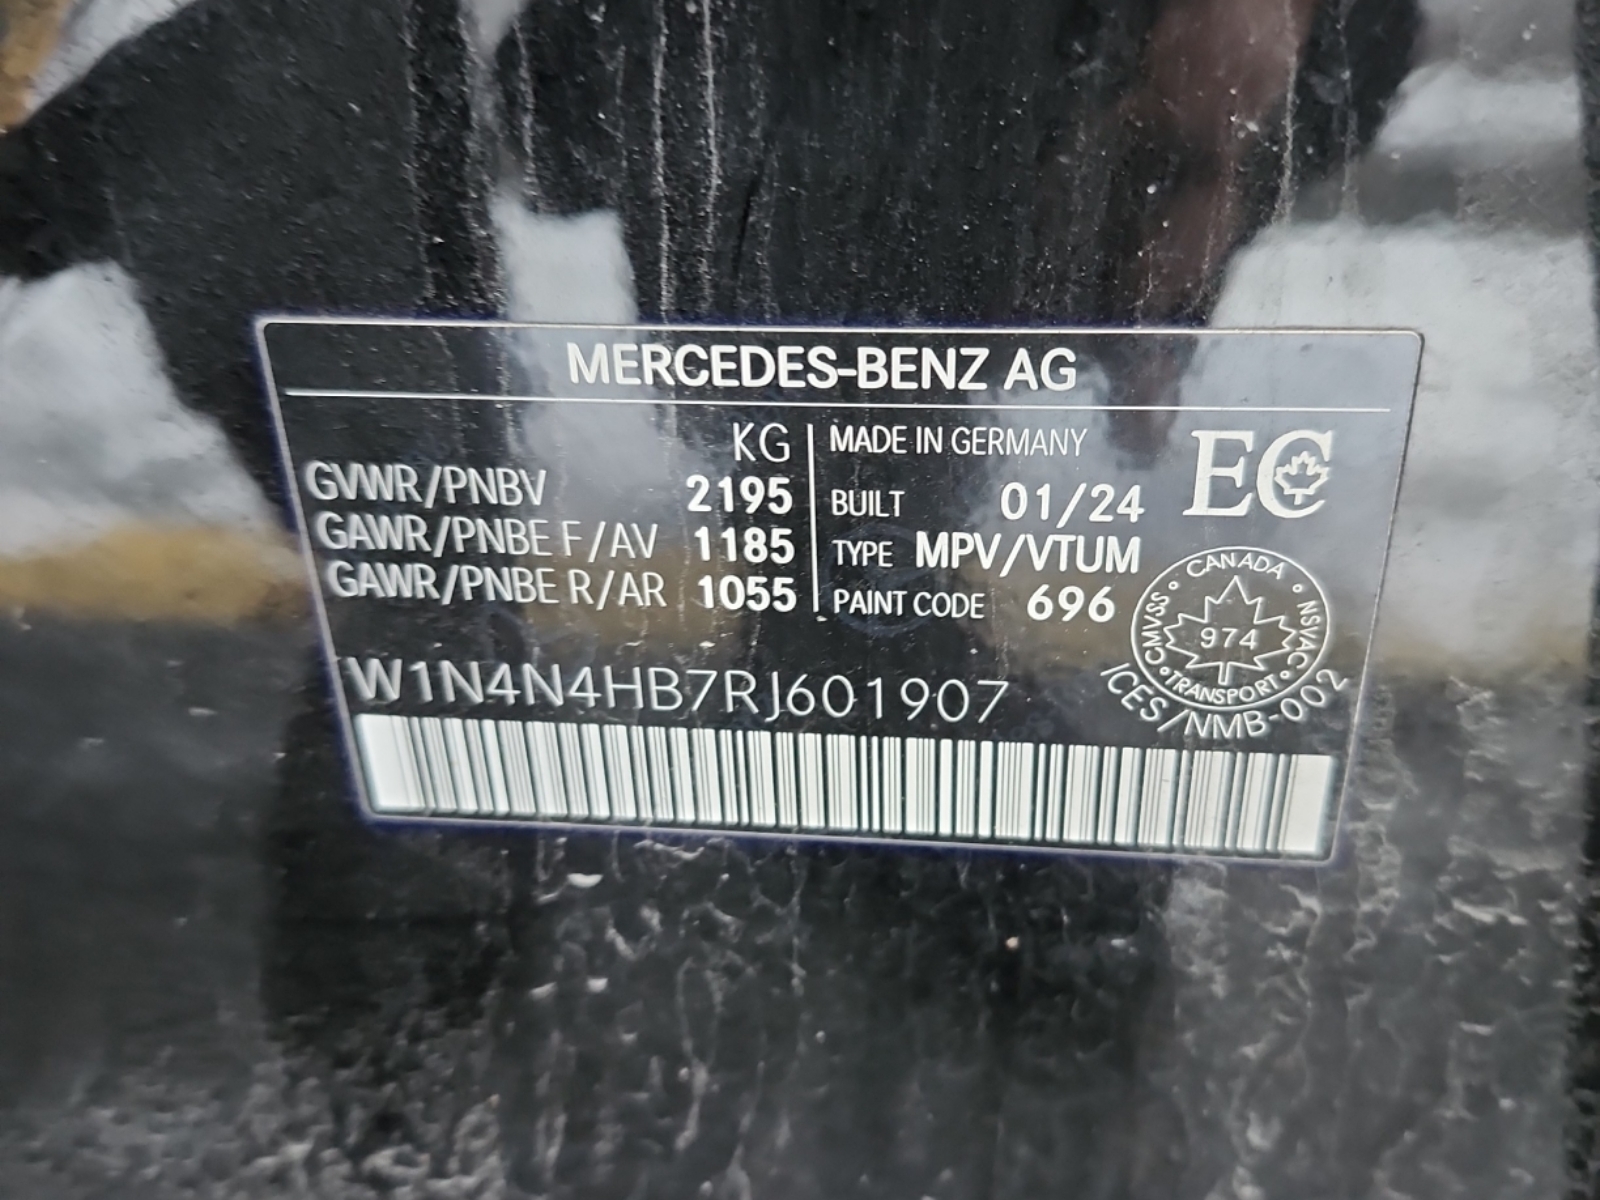 MERCEDES-BENZ AG
KG
GVWR/PNBV 2195
GAWR/PNBE F/AV 1185
GAWR/PNBE R/AR 1055
MADE IN GERMANY
BUILT 01/24
TYPE MPV/VTUM
PAINT CODE 696
EC
CANADA
CMVSS
NSVAC
974
TRANSPORT
ICES/NMB-002
W1N4N4HB7RJ601907